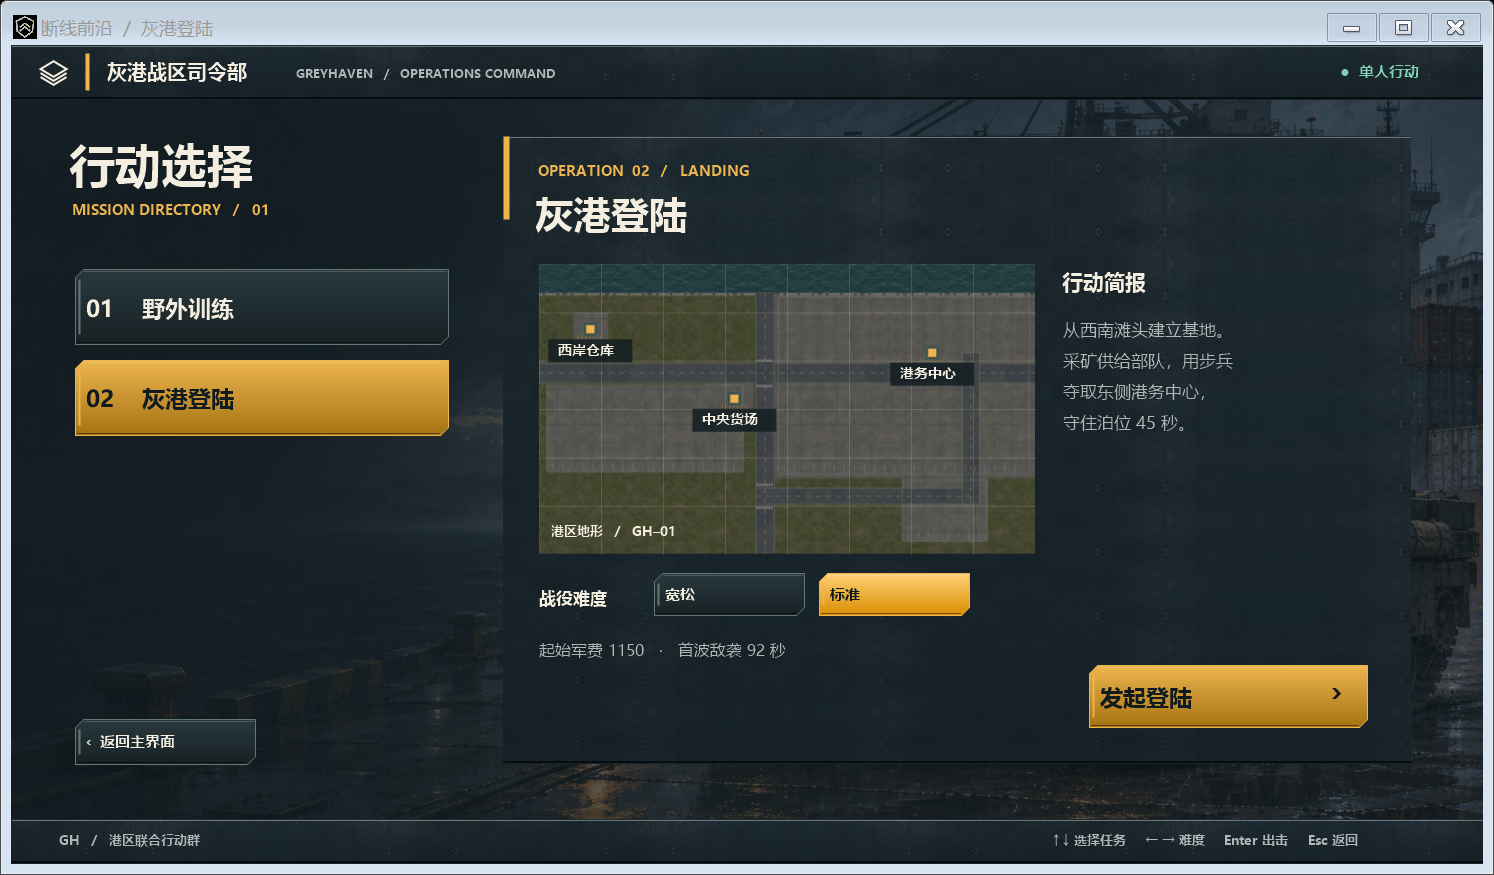 断线前沿 / 灰港登陆
灰港战区司令部
GREYHAVEN / OPERATIONS COMMAND
单人行动
行动选择
MISSION DIRECTORY / 01
01 野外训练
02 灰港登陆
‹ 返回主界面
OPERATION 02 / LANDING
灰港登陆
西岸仓库
港务中心
中央货场
港区地形 / GH–01
行动简报
从西南滩头建立基地。
采矿供给部队，用步兵
夺取东侧港务中心，
守住泊位 45 秒。
战役难度
宽松
标准
起始军费 1150 · 首波敌袭 92 秒
发起登陆 ›
GH / 港区联合行动群
↑↓ 选择任务 ←→ 难度 Enter 出击 Esc 返回